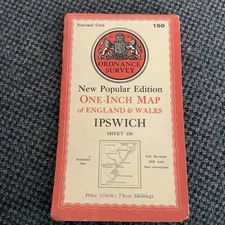 National Grid
150
ORDNANCE
SURVEY
New Popular Edition
ONE-INCH MAP
of ENGLAND & WALES
IPSWICH
SHEET 150
Price (Cloth) Three Shillings